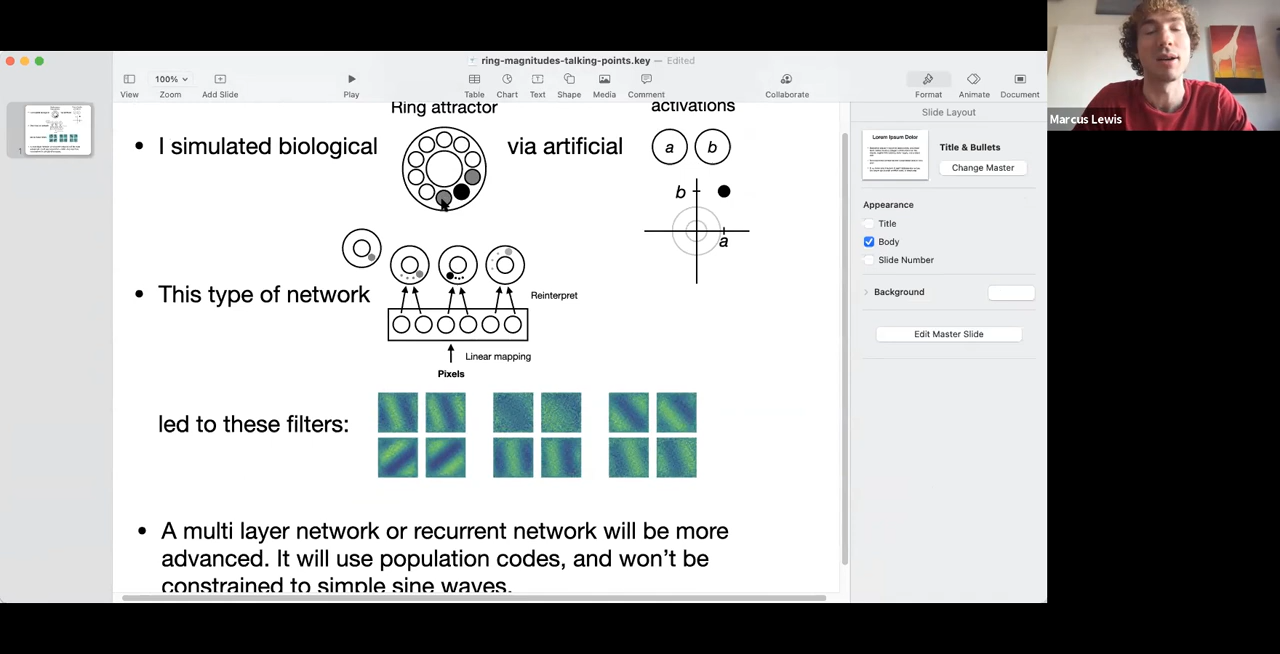 ring-magnitudes-talking-points.key — Edited
100%
View
Zoom
Add Slide
Play
Table
Chart
Text
Shape
Media
Comment
Collaborate
Format
Animate
Document
Marcus Lewis
1
Ring attractor
activations
• I simulated biological
via artificial
a
b
b
a
• This type of network
Reinterpret
Linear mapping
Pixels
led to these filters:
• A multi layer network or recurrent network will be more
advanced. It will use population codes, and won't be
constrained to simple sine waves.
Slide Layout
Lorem Ipsum Dolor
Title & Bullets
Change Master
Appearance
Title
Body
Slide Number
Background
Edit Master Slide